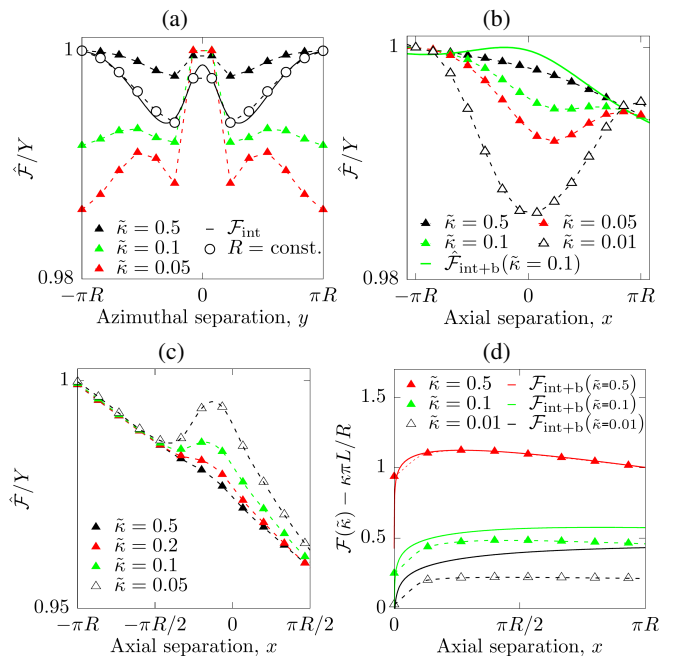 (a)
1
0.98
F̂/Y
κ̃ = 0.5
κ̃ = 0.1
κ̃ = 0.05
F_int
R = const.
−πR 0 πR
Azimuthal separation, y
(b)
1
0.98
F̂/Y
κ̃ = 0.5 κ̃ = 0.05
κ̃ = 0.1 κ̃ = 0.01
F̂_int+b(κ̃ = 0.1)
−πR 0 πR
Axial separation, x
(c)
1
0.95
F̂/Y
κ̃ = 0.5
κ̃ = 0.2
κ̃ = 0.1
κ̃ = 0.05
−πR −πR/2 0 πR/2
Axial separation, x
(d)
1.5
1
0.5
0
F(κ̃) − κπL/R
κ̃ = 0.5 F_int+b(κ̃=0.5)
κ̃ = 0.1 F_int+b(κ̃=0.1)
κ̃ = 0.01 F_int+b(κ̃=0.01)
0 πR/2 πR
Axial separation, x